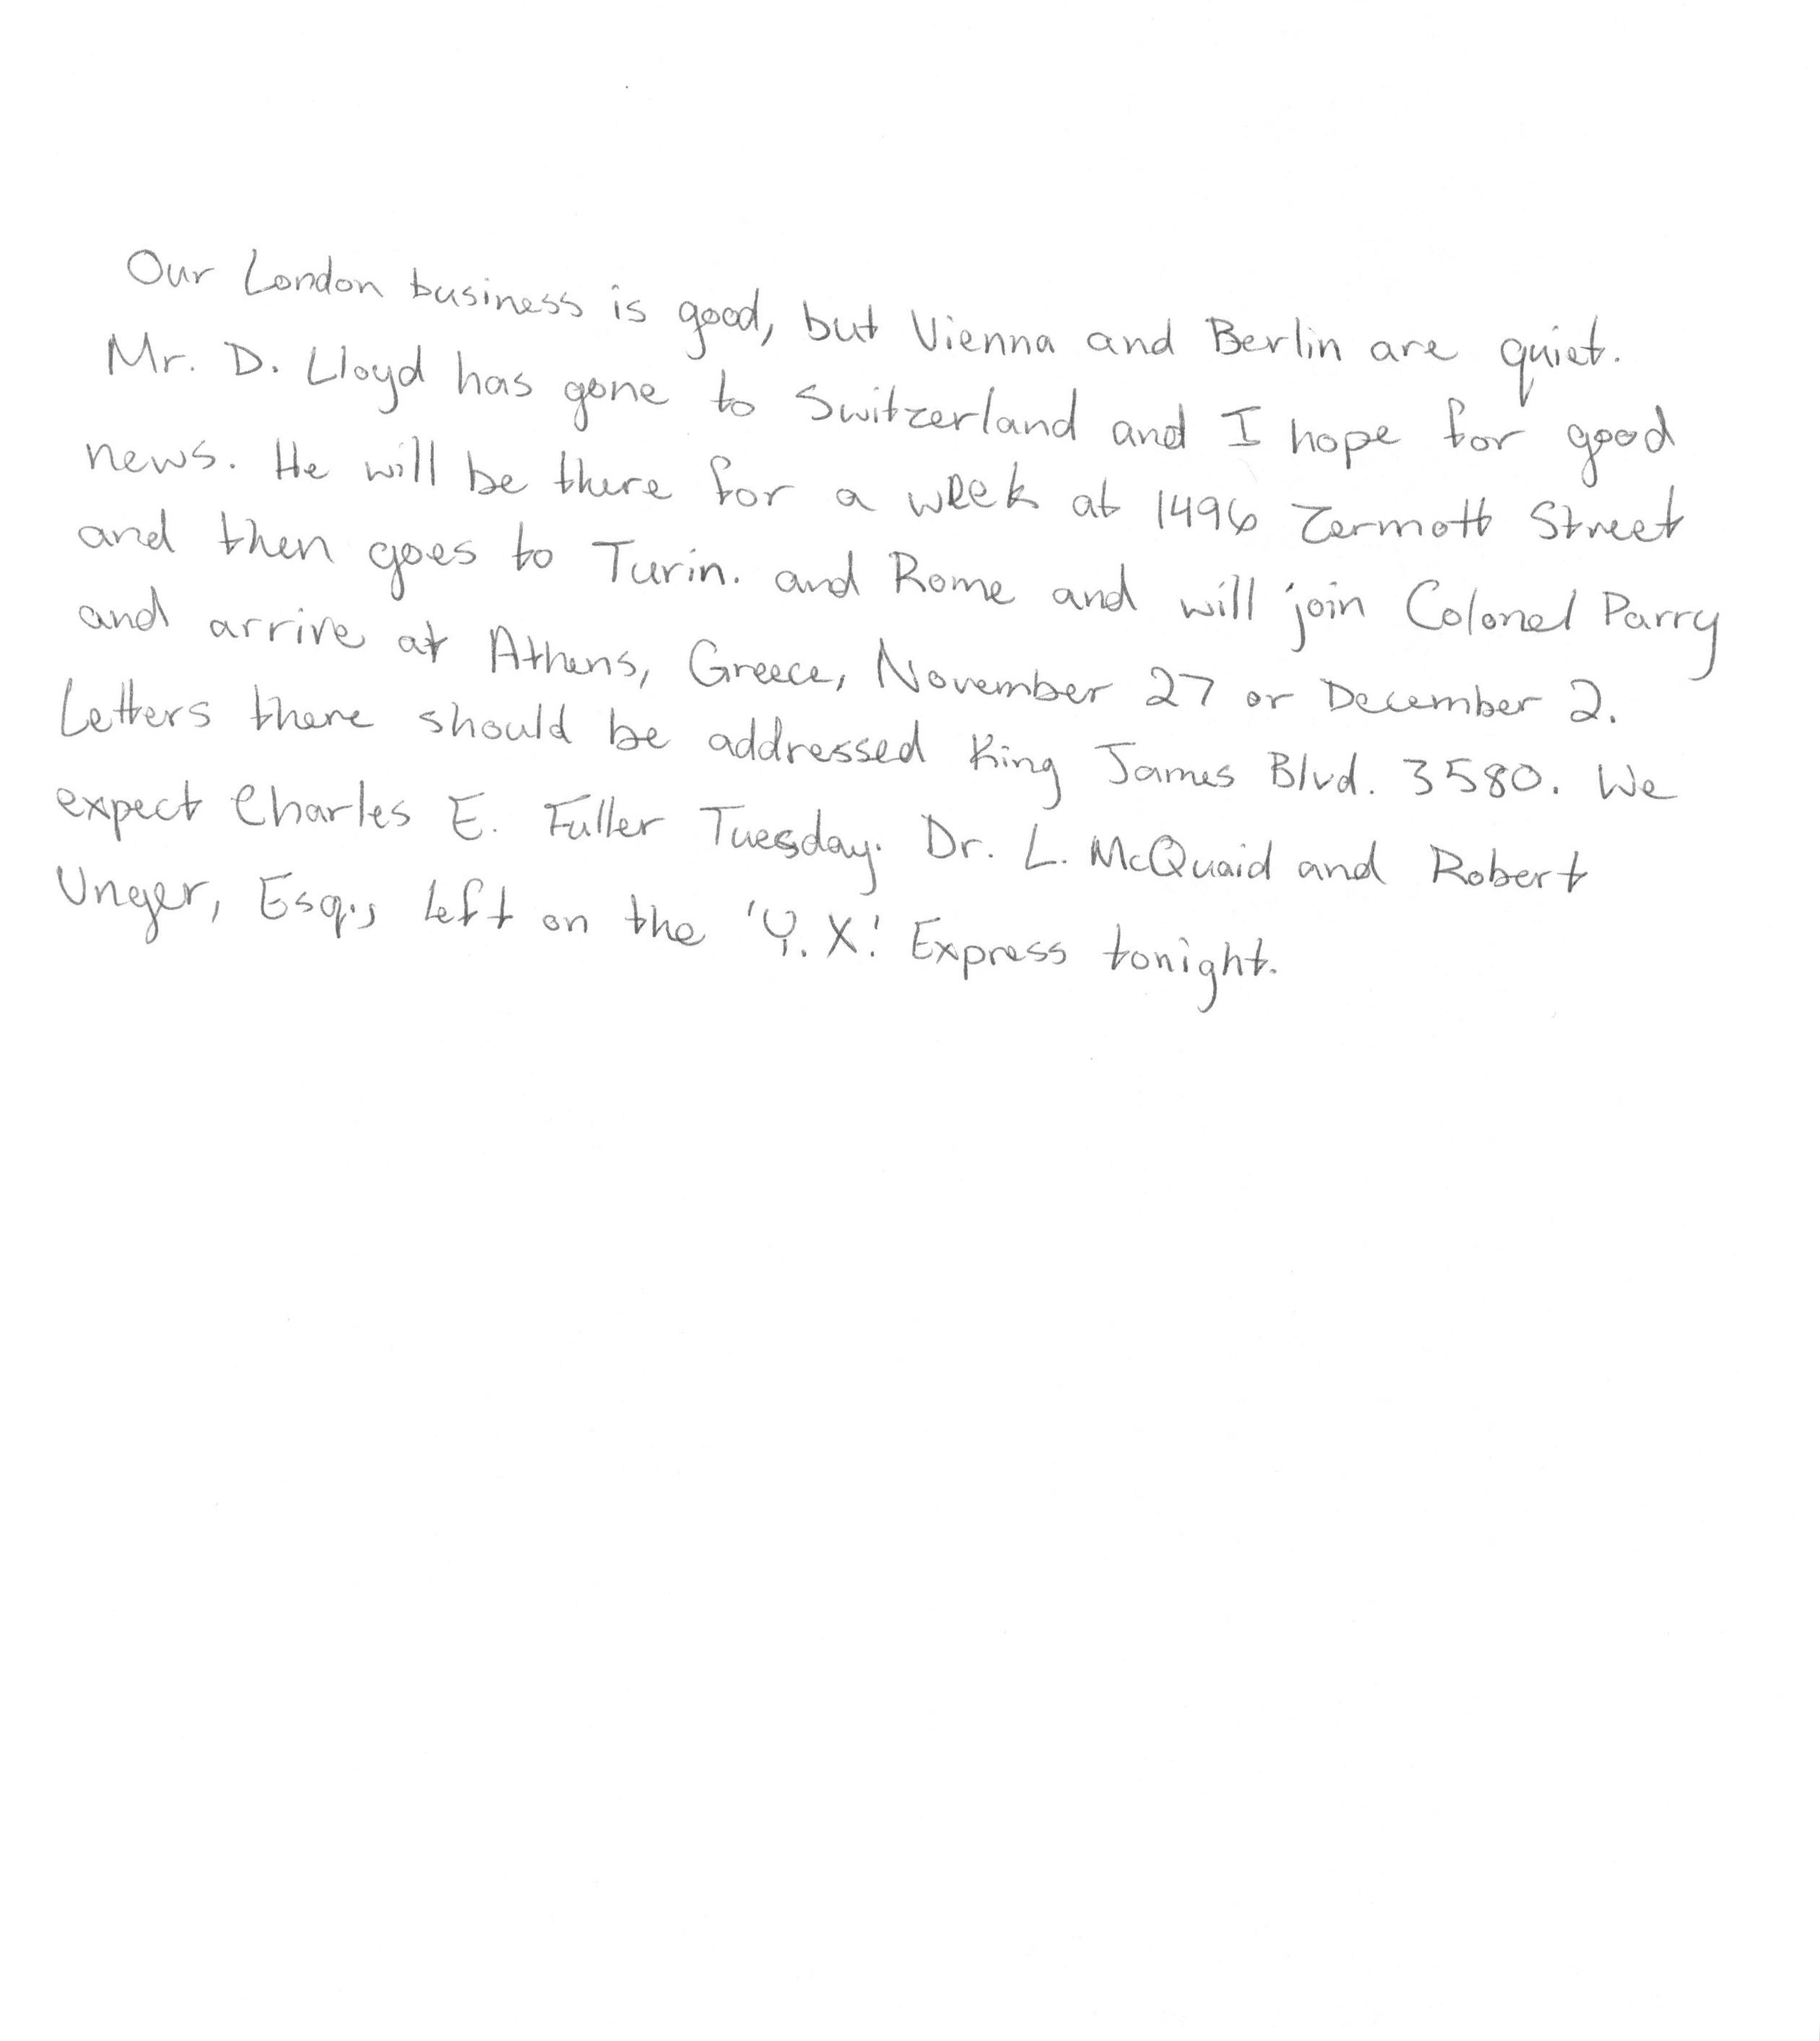 Our London business is good, but Vienna and Berlin are quiet.
Mr. D. Lloyd has gone to Switzerland and I hope for good
news. He will be there for a week at 1496 Zermott Street
and then goes to Turin. and Rome and will join Colonel Parry
and arrive at Athens, Greece, November 27 or December 2.
Letters there should be addressed King James Blvd. 3580. We
expect Charles E. Fuller Tuesday. Dr. L. McQuaid and Robert
Unger, Esq., left on the 'Y. X.' Express tonight.